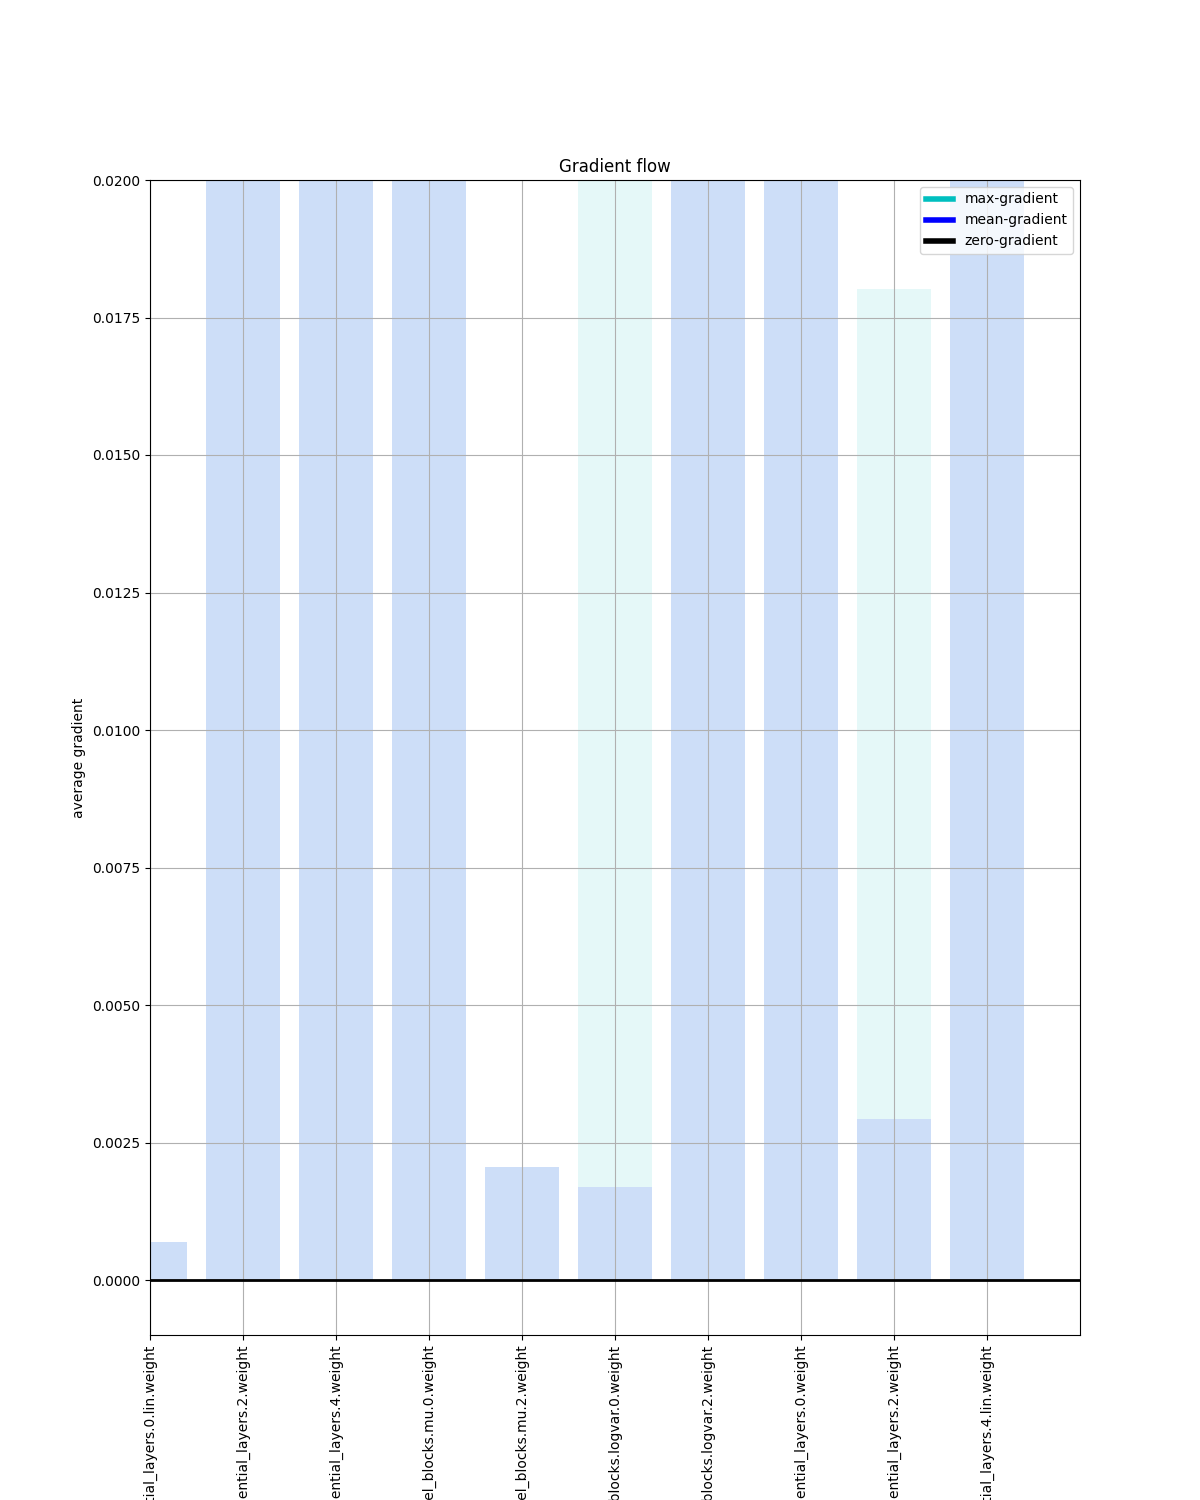 Gradient flow
max-gradient
mean-gradient
zero-gradient
0.0200
0.0175
0.0150
0.0125
0.0100
0.0075
0.0050
0.0025
0.0000
average gradient
tial_layers.0.lin.weight
ential_layers.2.weight
ential_layers.4.weight
el_blocks.mu.0.weight
el_blocks.mu.2.weight
blocks.logvar.0.weight
blocks.logvar.2.weight
ential_layers.0.weight
ential_layers.2.weight
tial_layers.4.lin.weight